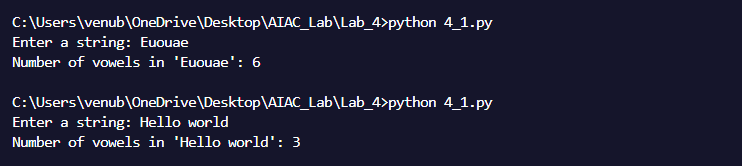 C:\Users\venub\OneDrive\Desktop\AIAC_Lab\Lab_4>python 4_1.py
Enter a string: Euouae
Number of vowels in 'Euouae': 6
C:\Users\venub\OneDrive\Desktop\AIAC_Lab\Lab_4>python 4_1.py
Enter a string: Hello world
Number of vowels in 'Hello world': 3